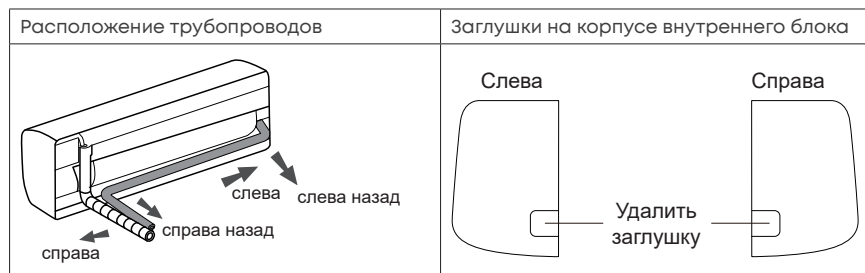 Расположение трубопроводов
Заглушки на корпусе внутреннего блока
слева
слева назад
справа назад
справа
Слева
Справа
Удалить
заглушку